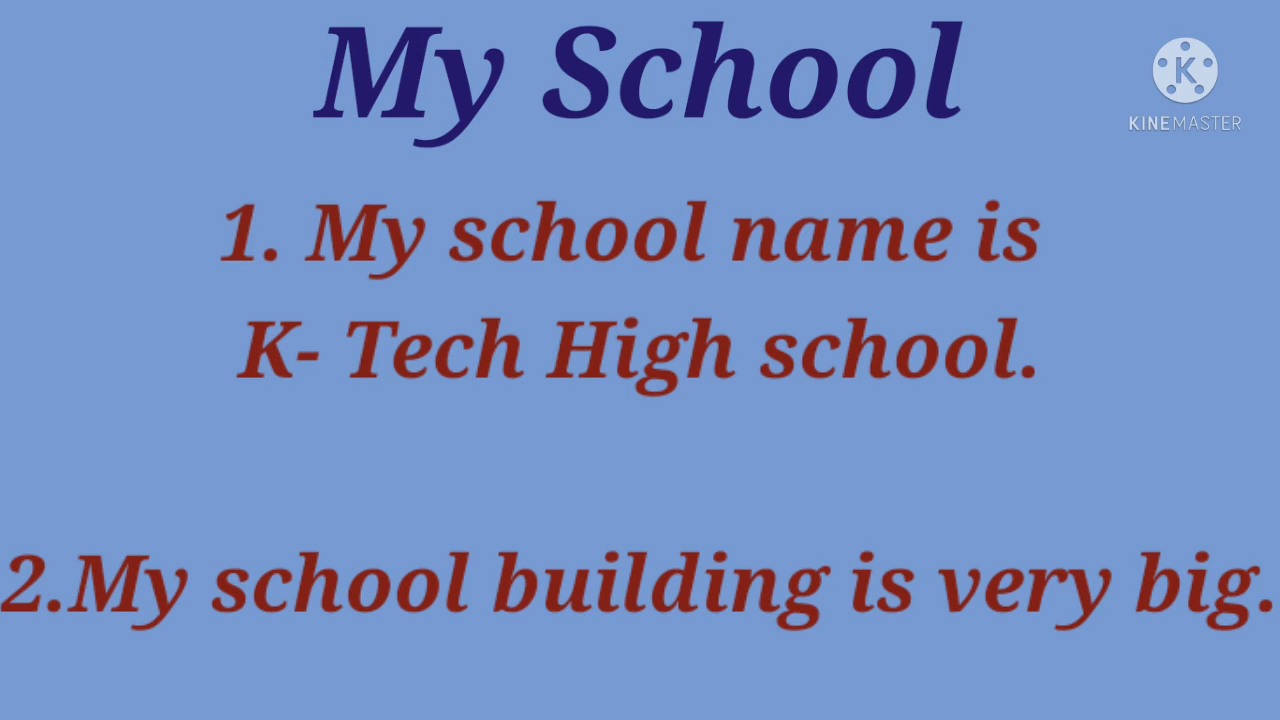 My School
KINEMASTER
1. My school name is
K- Tech High school.
2.My school building is very big.